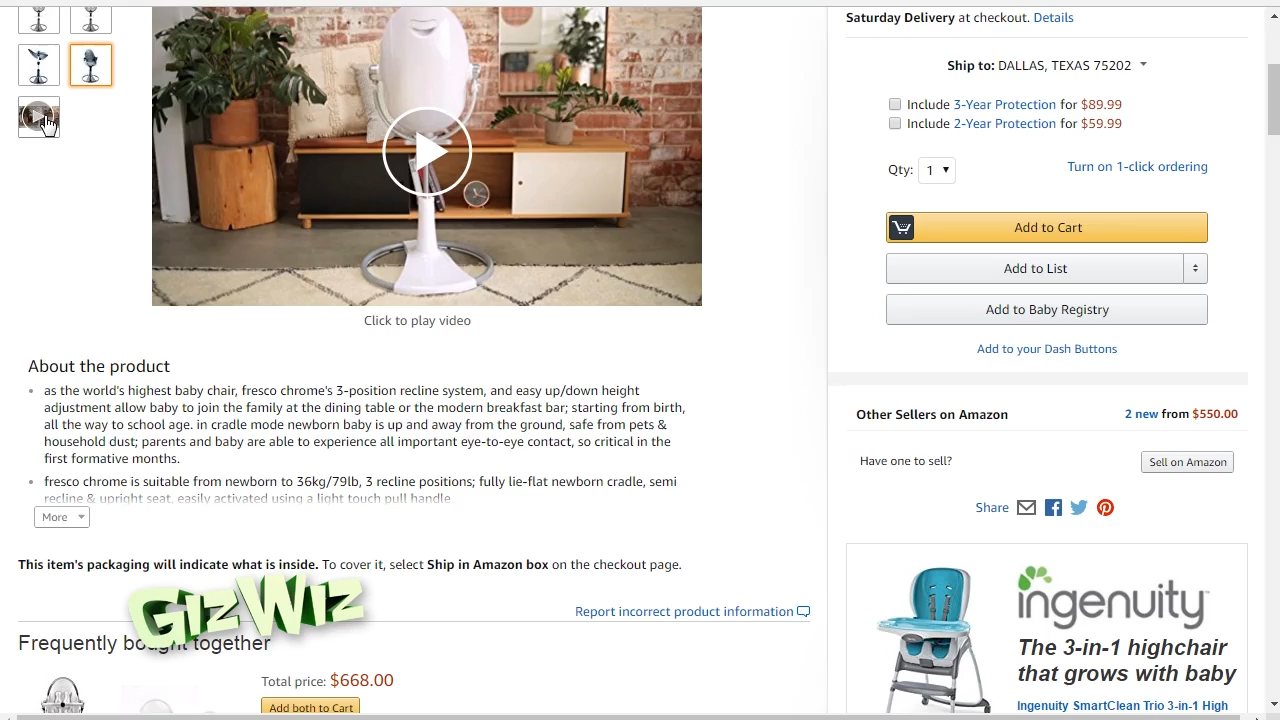 Saturday Delivery at checkout. Details
Ship to: DALLAS, TEXAS 75202
Include 3-Year Protection for $89.99
Include 2-Year Protection for $59.99
Qty: 1
Turn on 1-click ordering
Add to Cart
Add to List
Add to Baby Registry
Add to your Dash Buttons
Click to play video
About the product
as the world's highest baby chair, fresco chrome's 3-position recline system, and easy up/down height
adjustment allow baby to join the family at the dining table or the modern breakfast bar; starting from birth,
all the way to school age. in cradle mode newborn baby is up and away from the ground, safe from pets &
household dust; parents and baby are able to experience all important eye-to-eye contact, so critical in the
first formative months.
fresco chrome is suitable from newborn to 36kg/79lb, 3 recline positions; fully lie-flat newborn cradle, semi
recline & upright seat, easily activated using a light touch pull handle
More
Other Sellers on Amazon
2 new from $550.00
Have one to sell?
Sell on Amazon
Share
This item's packaging will indicate what is inside. To cover it, select Ship in Amazon box on the checkout page.
GizWiz
Report incorrect product information
Frequently bought together
Total price: $668.00
Add both to Cart
ingenuity
The 3-in-1 highchair
that grows with baby
Ingenuity SmartClean Trio 3-in-1 High